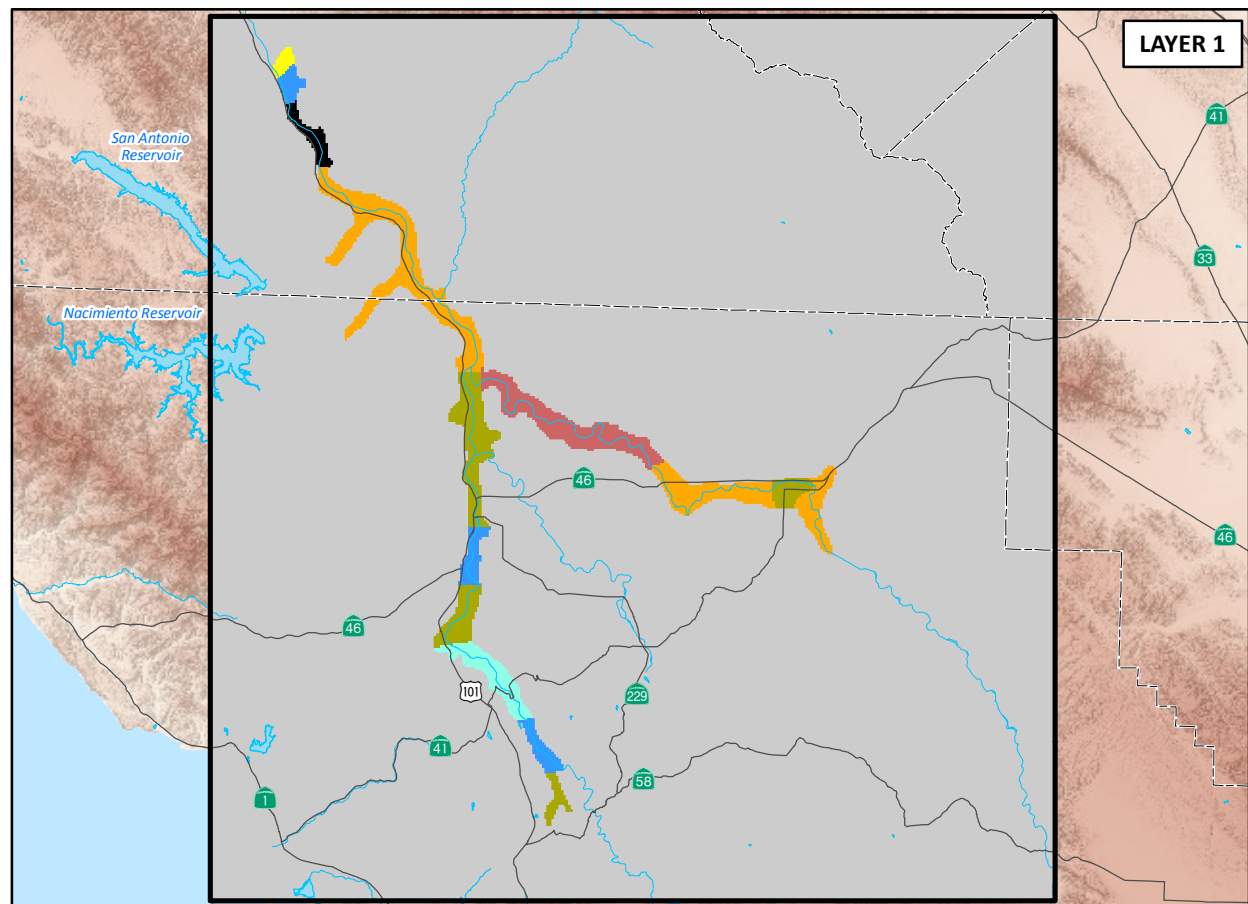 LAYER 1
41
San Antonio
Reservoir
33
Nacimiento Reservoir
46
46
46
101
229
41
58
1